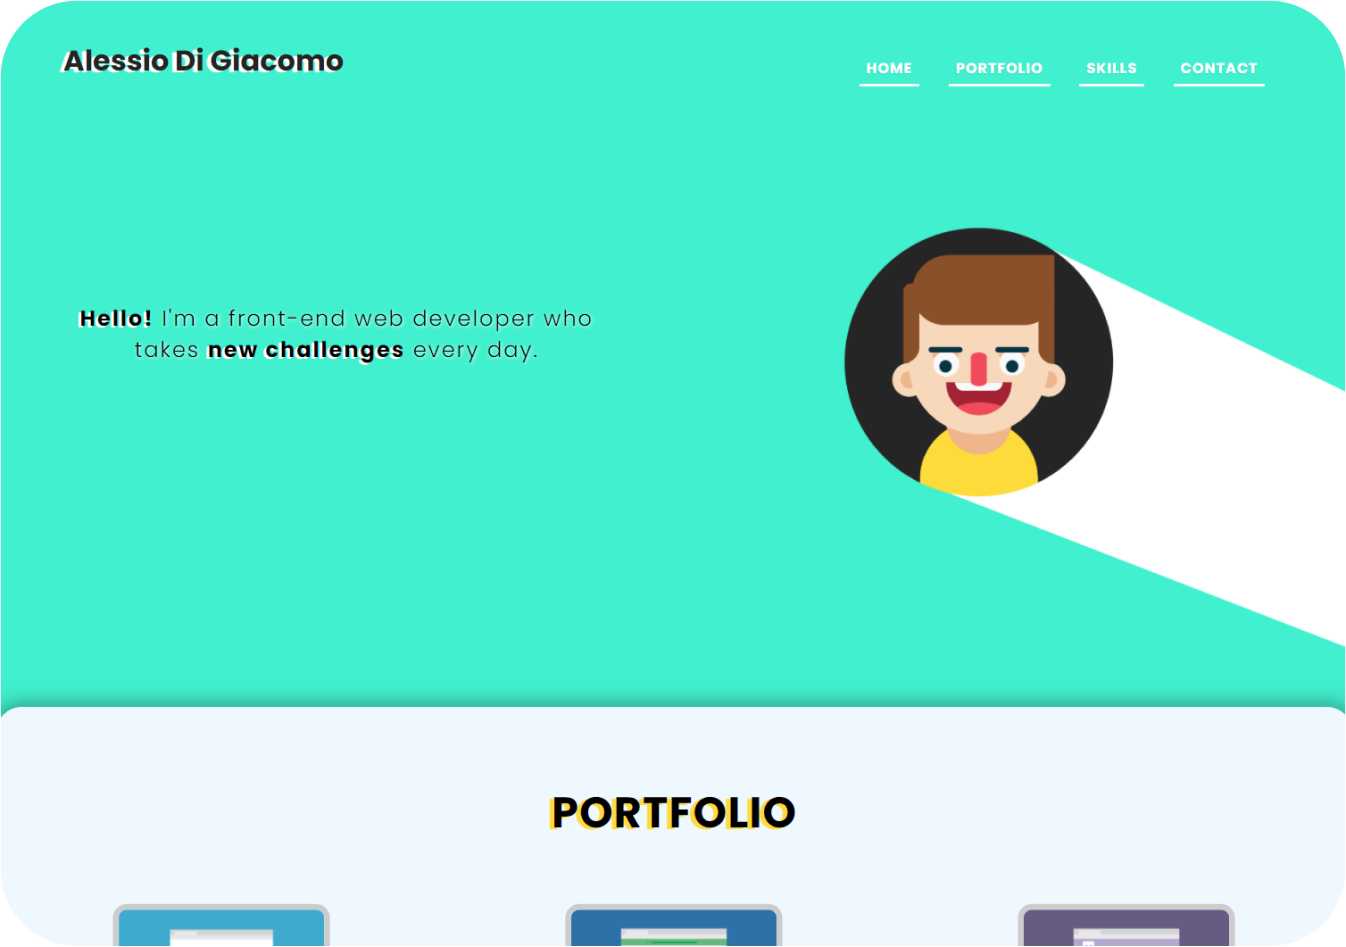 Alessio Di Giacomo
HOME PORTFOLIO SKILLS CONTACT
Hello! I'm a front-end web developer who
takes new challenges every day.
PORTFOLIO